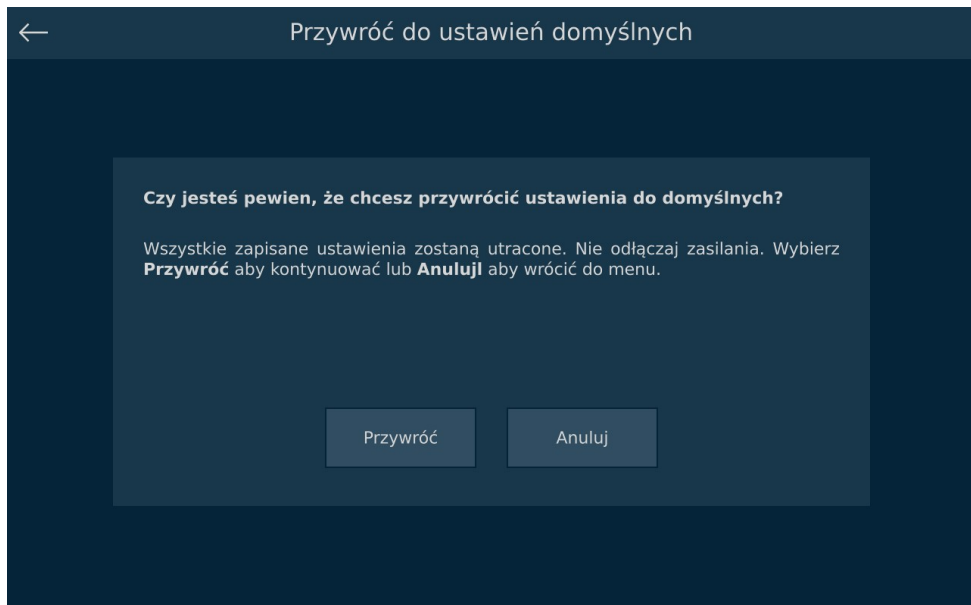 Przywróć do ustawień domyślnych
Czy jesteś pewien, że chcesz przywrócić ustawienia do domyślnych?
Wszystkie zapisane ustawienia zostaną utracone. Nie odłączaj zasilania. Wybierz
Przywróć aby kontynuować lub Anulujl aby wrócić do menu.
Przywróć
Anuluj